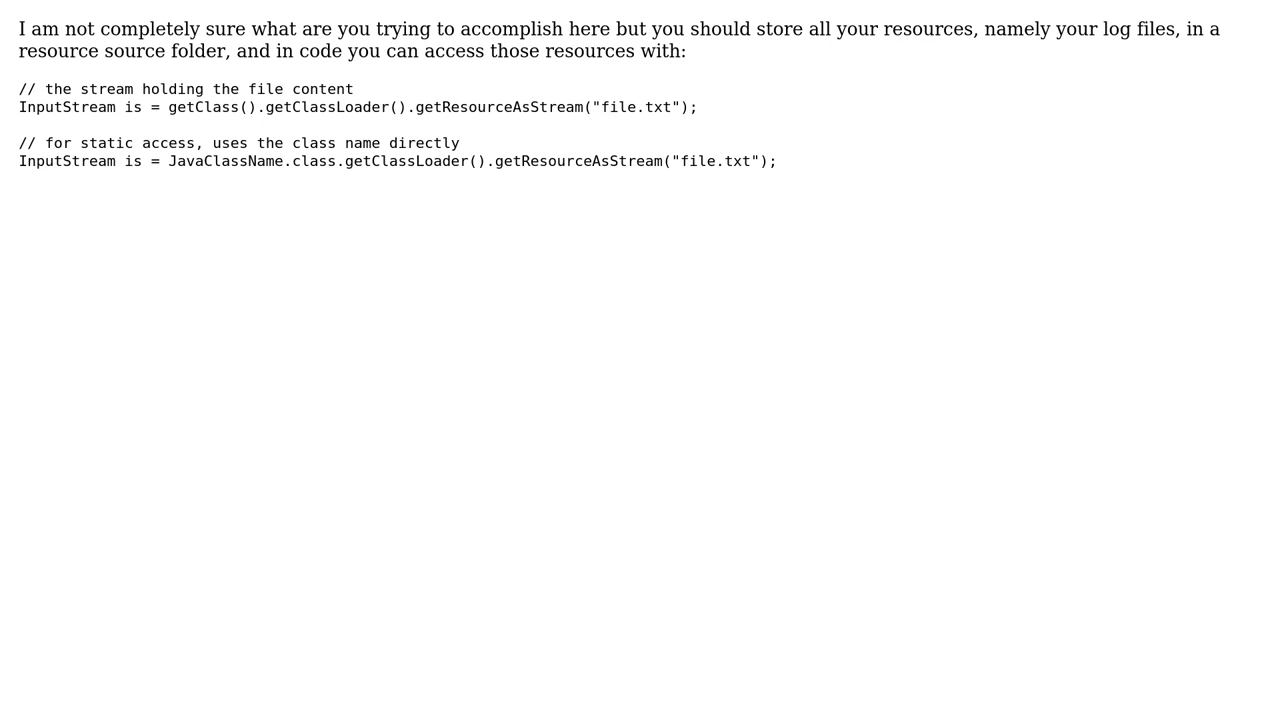 I am not completely sure what are you trying to accomplish here but you should store all your resources, namely your log files, in a
resource source folder, and in code you can access those resources with:
// the stream holding the file content
InputStream is = getClass().getClassLoader().getResourceAsStream("file.txt");
// for static access, uses the class name directly
InputStream is = JavaClassName.class.getClassLoader().getResourceAsStream("file.txt");